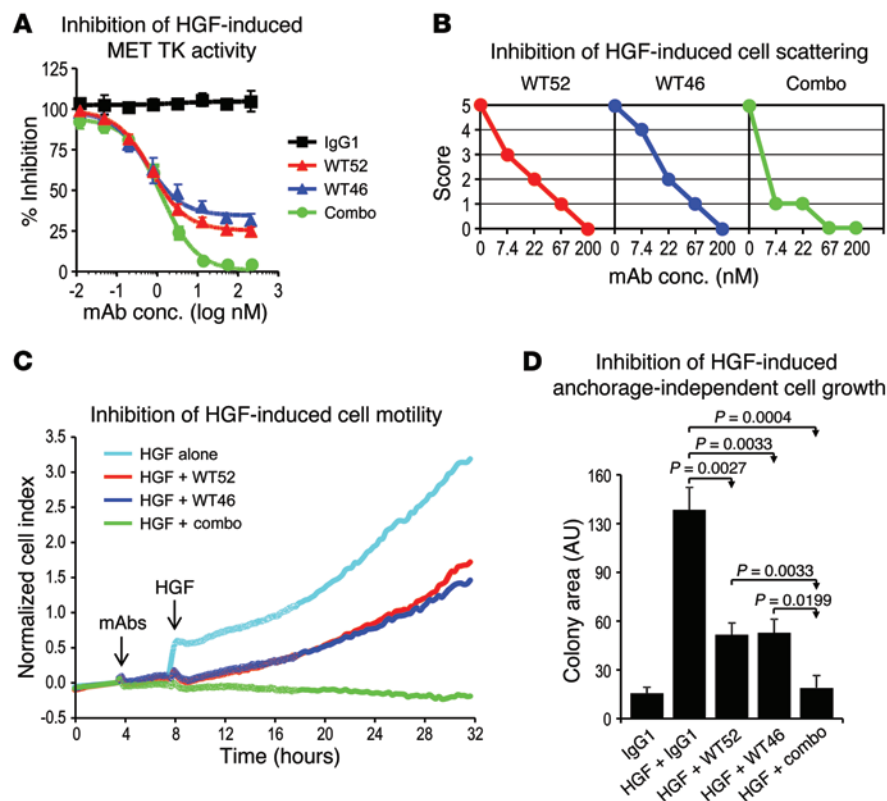 A
Inhibition of HGF-induced
MET TK activity
% Inhibition
125
100
75
50
25
0
-2 -1 0 1 2 3
mAb conc. (log nM)
IgG1
WT52
WT46
Combo
B
Inhibition of HGF-induced cell scattering
WT52 WT46 Combo
Score
5
4
3
2
1
0
0 7.4 22 67 200 0 7.4 22 67 200 0 7.4 22 67 200
mAb conc. (nM)
C
Inhibition of HGF-induced cell motility
Normalized cell index
3.5
3.0
2.5
2.0
1.5
1.0
0.5
0.0
-0.5
HGF alone
HGF + WT52
HGF + WT46
HGF + combo
HGF
mAbs
0 4 8 12 16 20 24 28 32
Time (hours)
D
Inhibition of HGF-induced
anchorage-independent cell growth
P = 0.0004
P = 0.0033
P = 0.0027
P = 0.0033
P = 0.0199
Colony area (AU)
160
130
90
60
30
0
IgG1
HGF + IgG1
HGF + WT52
HGF + WT46
HGF + combo